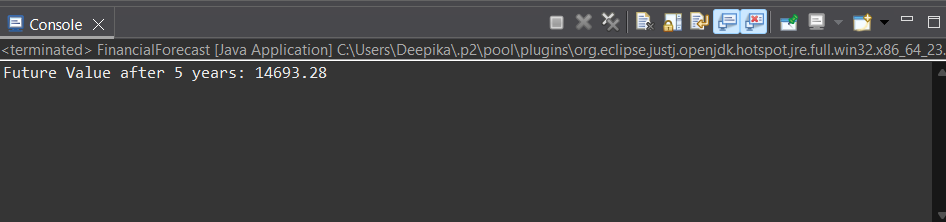 Console
<terminated> FinancialForecast [Java Application] C:\Users\Deepika\.p2\pool\plugins\org.eclipse.justj.openjdk.hotspot.jre.full.win32.x86_64_23.
Future Value after 5 years: 14693.28